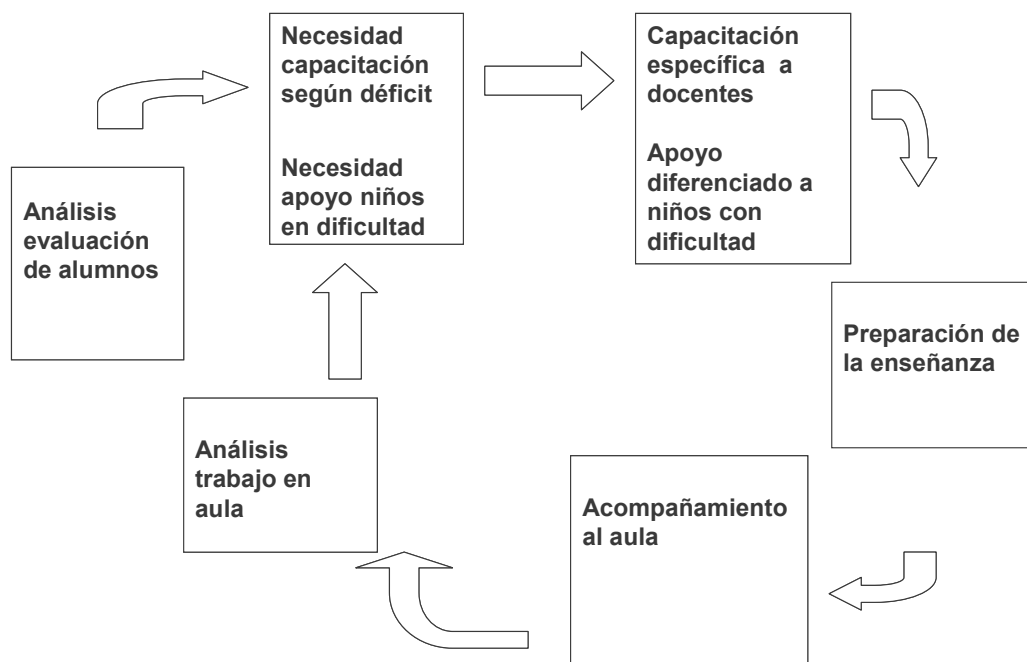 Necesidad
capacitación
según déficit
Necesidad
apoyo niños
en dificultad
Capacitación
específica a
docentes
Apoyo
diferenciado a
niños con
dificultad
Análisis
evaluación
de alumnos
Preparación de
la enseñanza
Análisis
trabajo en
aula
Acompañamiento
al aula